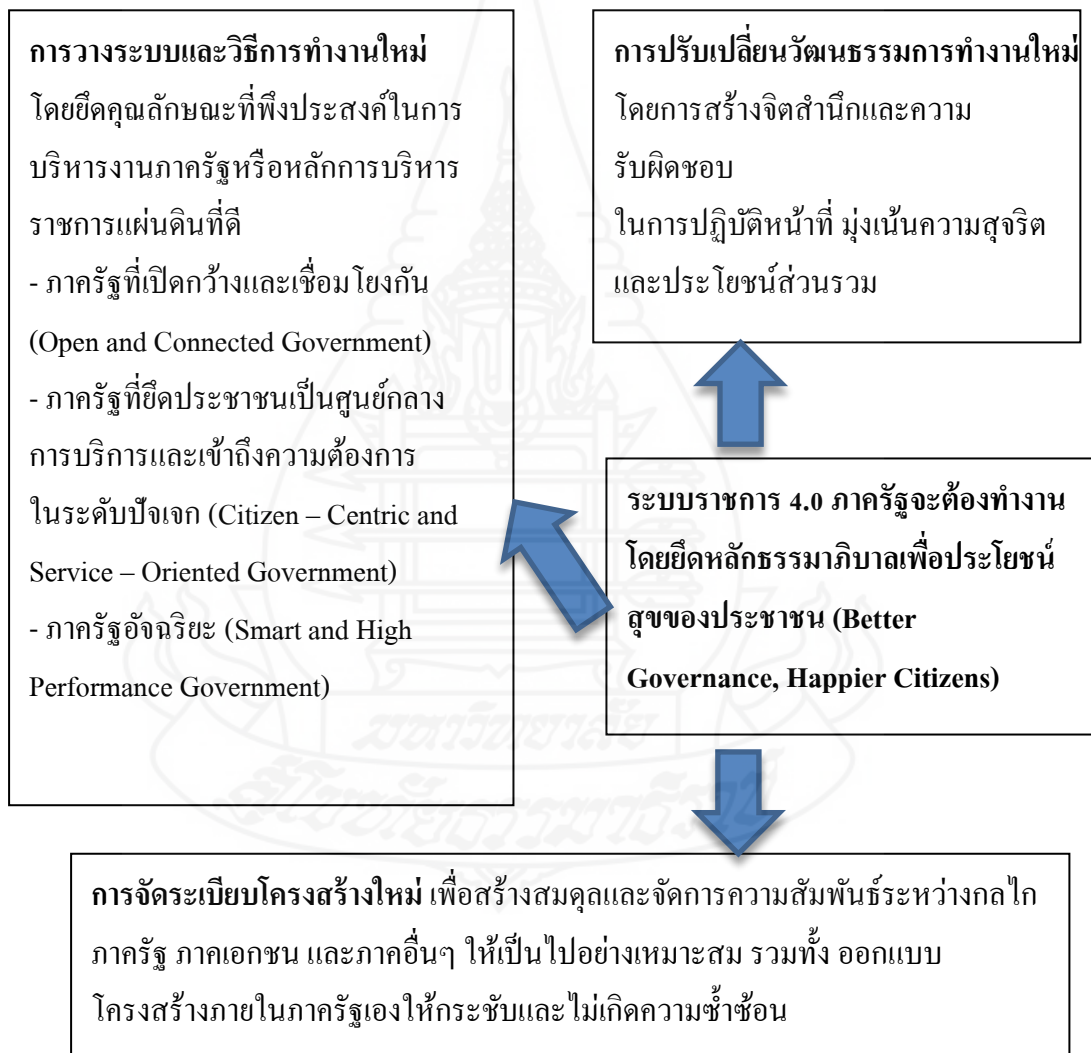 การวางระบบและวิธีการทำงานใหม่
โดยยึดคุณลักษณะที่พึงประสงค์ในการ
บริหารงานภาครัฐหรือหลักการบริหาร
ราชการแผ่นดินที่ดี
- ภาครัฐที่เปิดกว้างและเชื่อมโยงกัน
(Open and Connected Government)
- ภาครัฐที่ยึดประชาชนเป็นศูนย์กลาง
การบริการและเข้าถึงความต้องการ
ในระดับปัจเจก (Citizen – Centric and
Service – Oriented Government)
- ภาครัฐอัจฉริยะ (Smart and High
Performance Government)
การปรับเปลี่ยนวัฒนธรรมการทำงานใหม่
โดยการสร้างจิตสำนึกและความ
รับผิดชอบ
ในการปฏิบัติหน้าที่ มุ่งเน้นความสุจริต
และประโยชน์ส่วนรวม
ระบบราชการ 4.0 ภาครัฐจะต้องทำงาน
โดยยึดหลักธรรมาภิบาลเพื่อประโยชน์
สุขของประชาชน (Better
Governance, Happier Citizens)
มหาวิทยาลัย
สุโขทัยธรรมาธิราช
การจัดระเบียบโครงสร้างใหม่ เพื่อสร้างสมดุลและจัดการความสัมพันธ์ระหว่างกลไก
ภาครัฐ ภาคเอกชน และภาคอื่นๆ ให้เป็นไปอย่างเหมาะสม รวมทั้ง ออกแบบ
โครงสร้างภายในภาครัฐเองให้กระชับและไม่เกิดความซ้ำซ้อน